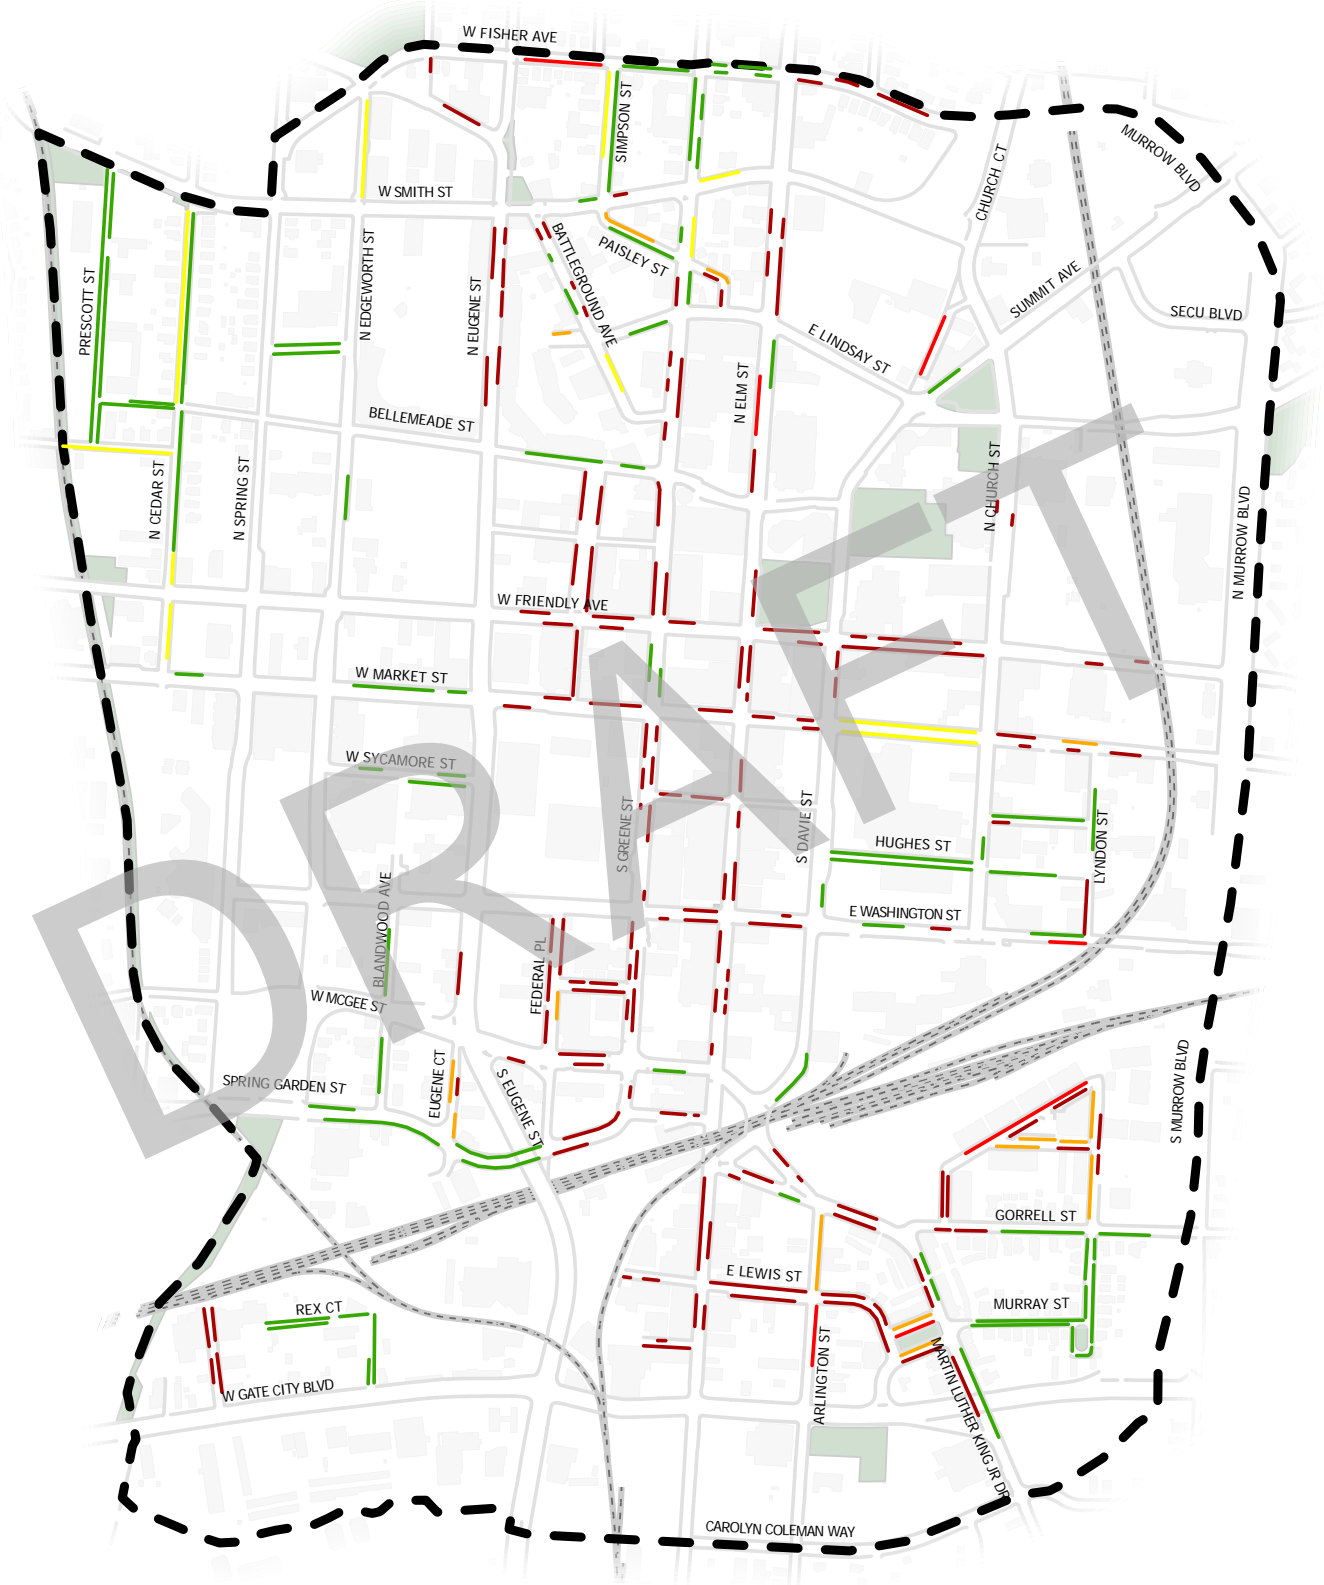 W FISHER AVE
SIMPSON ST
MURROW BLVD
CHURCH CT
W SMITH ST
PAISLEY ST
BATTLEGROUND AVE
N EDGEWORTH ST
PRESCOTT ST
N EUGENE ST
SUMMIT AVE
SECU BLVD
E LINDSAY ST
N ELM ST
BELLEMEADE ST
N CEDAR ST
N SPRING ST
N CHURCH ST
N MURROW BLVD
W FRIENDLY AVE
W MARKET ST
W SYCAMORE ST
S GREENE ST
S DAVIE ST
HUGHES ST
LYNDON ST
E WASHINGTON ST
BLANDWOOD AVE
FEDERAL PL
W MCGEE ST
SPRING GARDEN ST
EUGENE CT
S EUGENE ST
S MURROW BLVD
GORRELL ST
E LEWIS ST
MURRAY ST
REX CT
W GATE CITY BLVD
ARLINGTON ST
MARTIN LUTHER KING JR DR
CAROLYN COLEMAN WAY
DRAFT